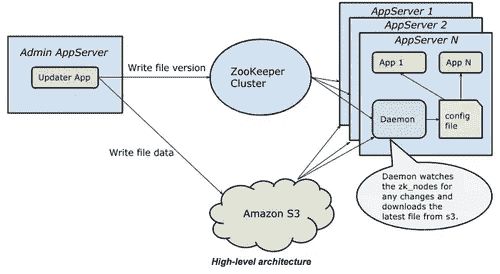 Admin AppServer
Updater App
Write file version
Write file data
ZooKeeper
Cluster
Amazon S3
AppServer 1
AppServer 2
AppServer N
App 1
App N
Daemon
config
file
Daemon watches
the zk_nodes for
any changes and
downloads the
latest file from s3.
High-level architecture